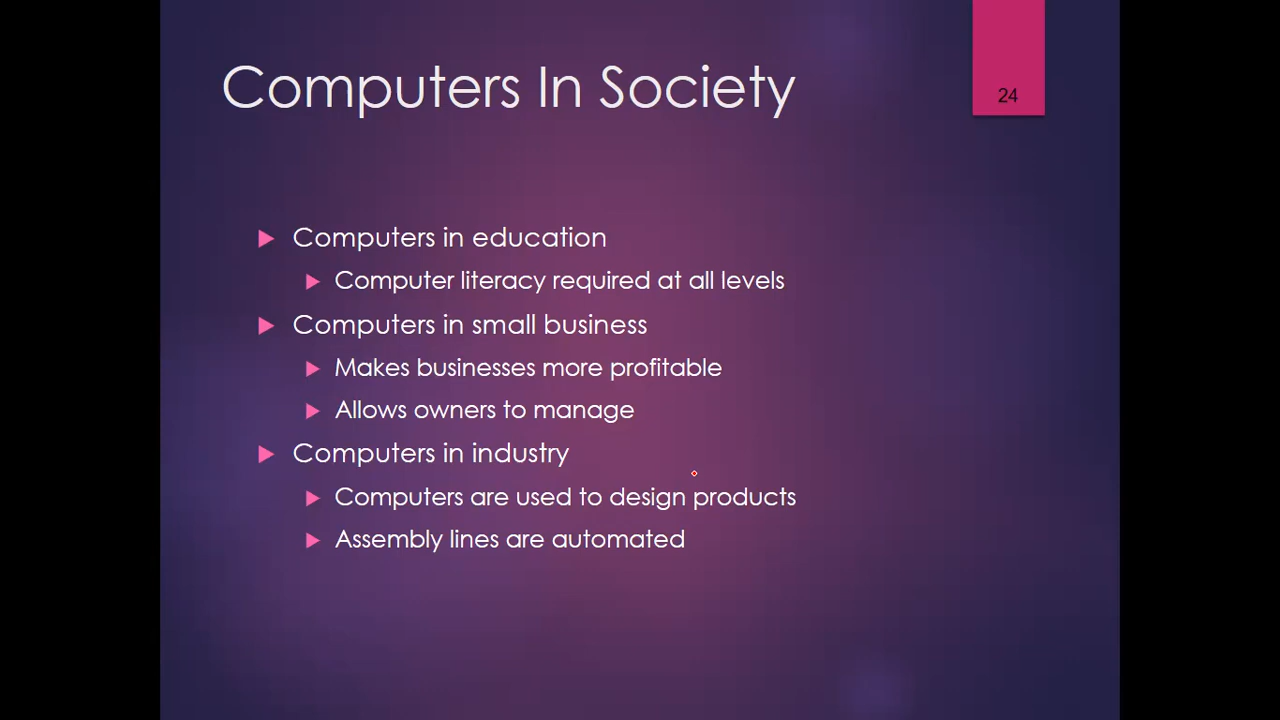 Computers In Society
24
Computers in education
Computer literacy required at all levels
Computers in small business
Makes businesses more profitable
Allows owners to manage
Computers in industry
Computers are used to design products
Assembly lines are automated